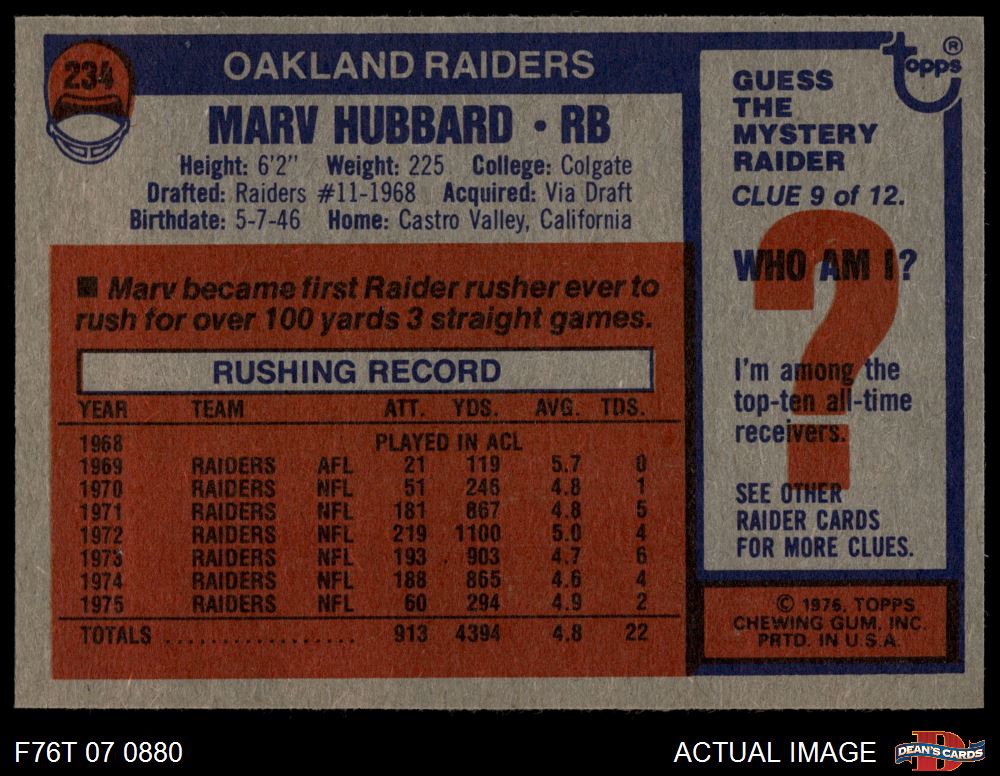 234
OAKLAND RAIDERS
MARV HUBBARD • RB
Height: 6'2" Weight: 225 College: Colgate
Drafted: Raiders #11-1968 Acquired: Via Draft
Birthdate: 5-7-46 Home: Castro Valley, California
■ Marv became first Raider rusher ever to
rush for over 100 yards 3 straight games.
RUSHING RECORD
YEAR TEAM ATT. YDS. AVG. TDS.
1968 PLAYED IN ACL
1969 RAIDERS AFL 21 119 5.7 0
1970 RAIDERS NFL 51 246 4.8 1
1971 RAIDERS NFL 181 867 4.8 5
1972 RAIDERS NFL 219 1100 5.0 4
1973 RAIDERS NFL 193 903 4.7 6
1974 RAIDERS NFL 188 865 4.6 4
1975 RAIDERS NFL 60 294 4.9 2
TOTALS .................. 913 4394 4.8 22
topps ®
GUESS
THE
MYSTERY
RAIDER
CLUE 9 of 12.
?
WHO AM I?
I'm among the
top-ten all-time
receivers.
SEE OTHER
RAIDER CARDS
FOR MORE CLUES.
© 1976, TOPPS
CHEWING GUM, INC.
PRTD. IN U.S.A.
F76T 07 0880
ACTUAL IMAGE
D
DEAN'S CARDS